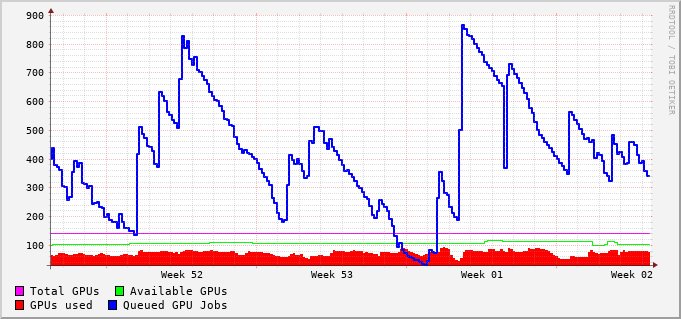 900
800
700
600
500
400
300
200
100
Week 52 Week 53 Week 01 Week 02
Total GPUs Available GPUs
GPUs used Queued GPU Jobs
RRDTOOL / TOBI OETIKER